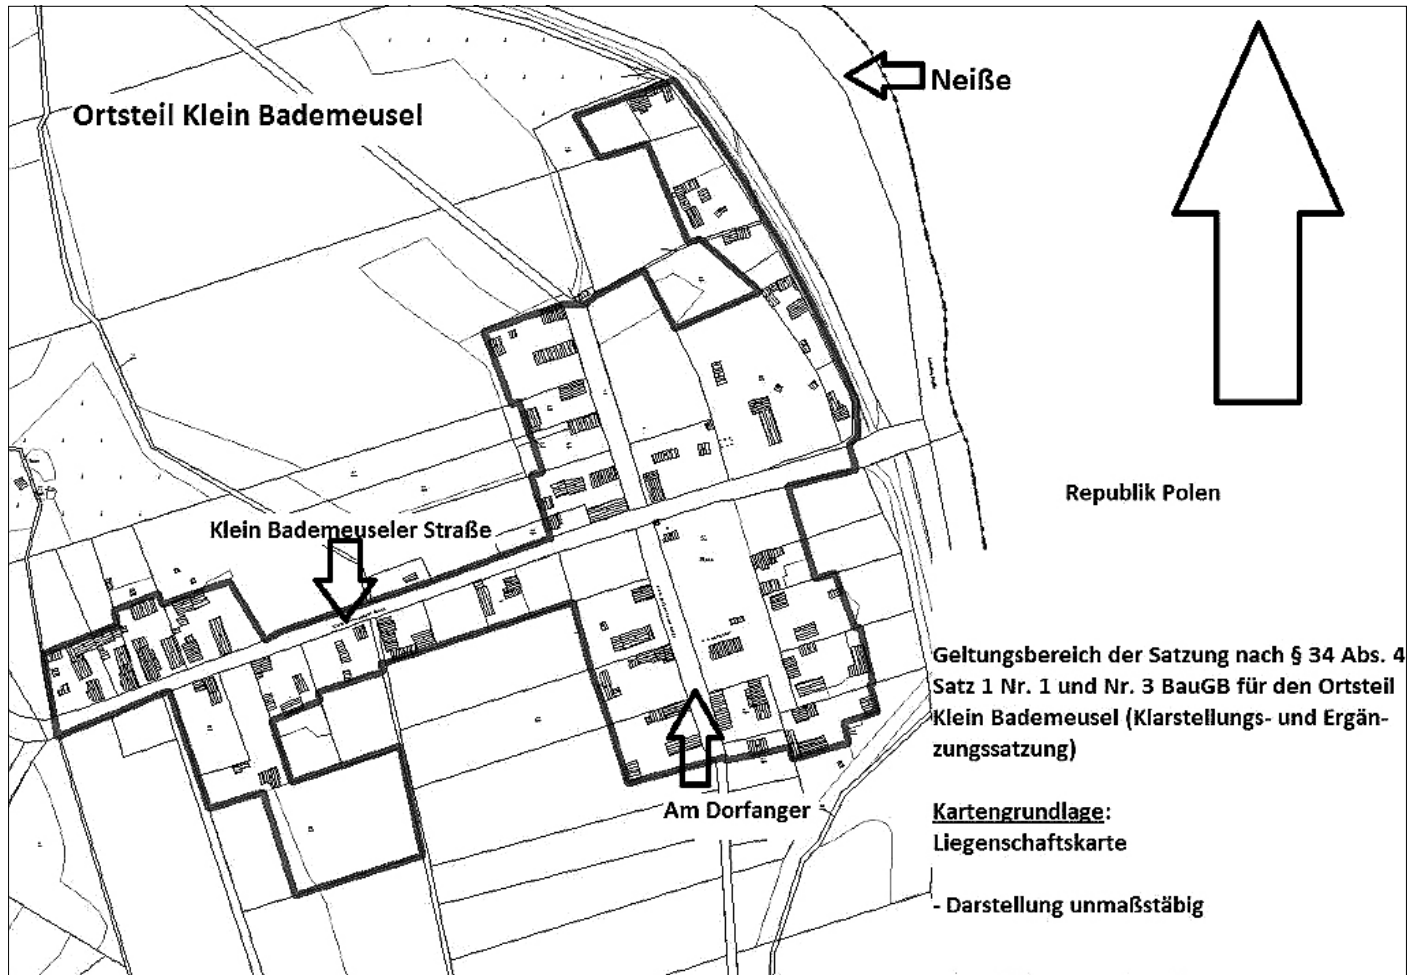 Neiße
Ortsteil Klein Bademeusel
Republik Polen
Klein Bademeuseler Straße
Geltungsbereich der Satzung nach § 34 Abs. 4
Satz 1 Nr. 1 und Nr. 3 BauGB für den Ortsteil
Klein Bademeusel (Klarstellungs- und Ergän-
zungssatzung)
Am Dorfanger
Kartengrundlage:
Liegenschaftskarte
- Darstellung unmaßstäbig